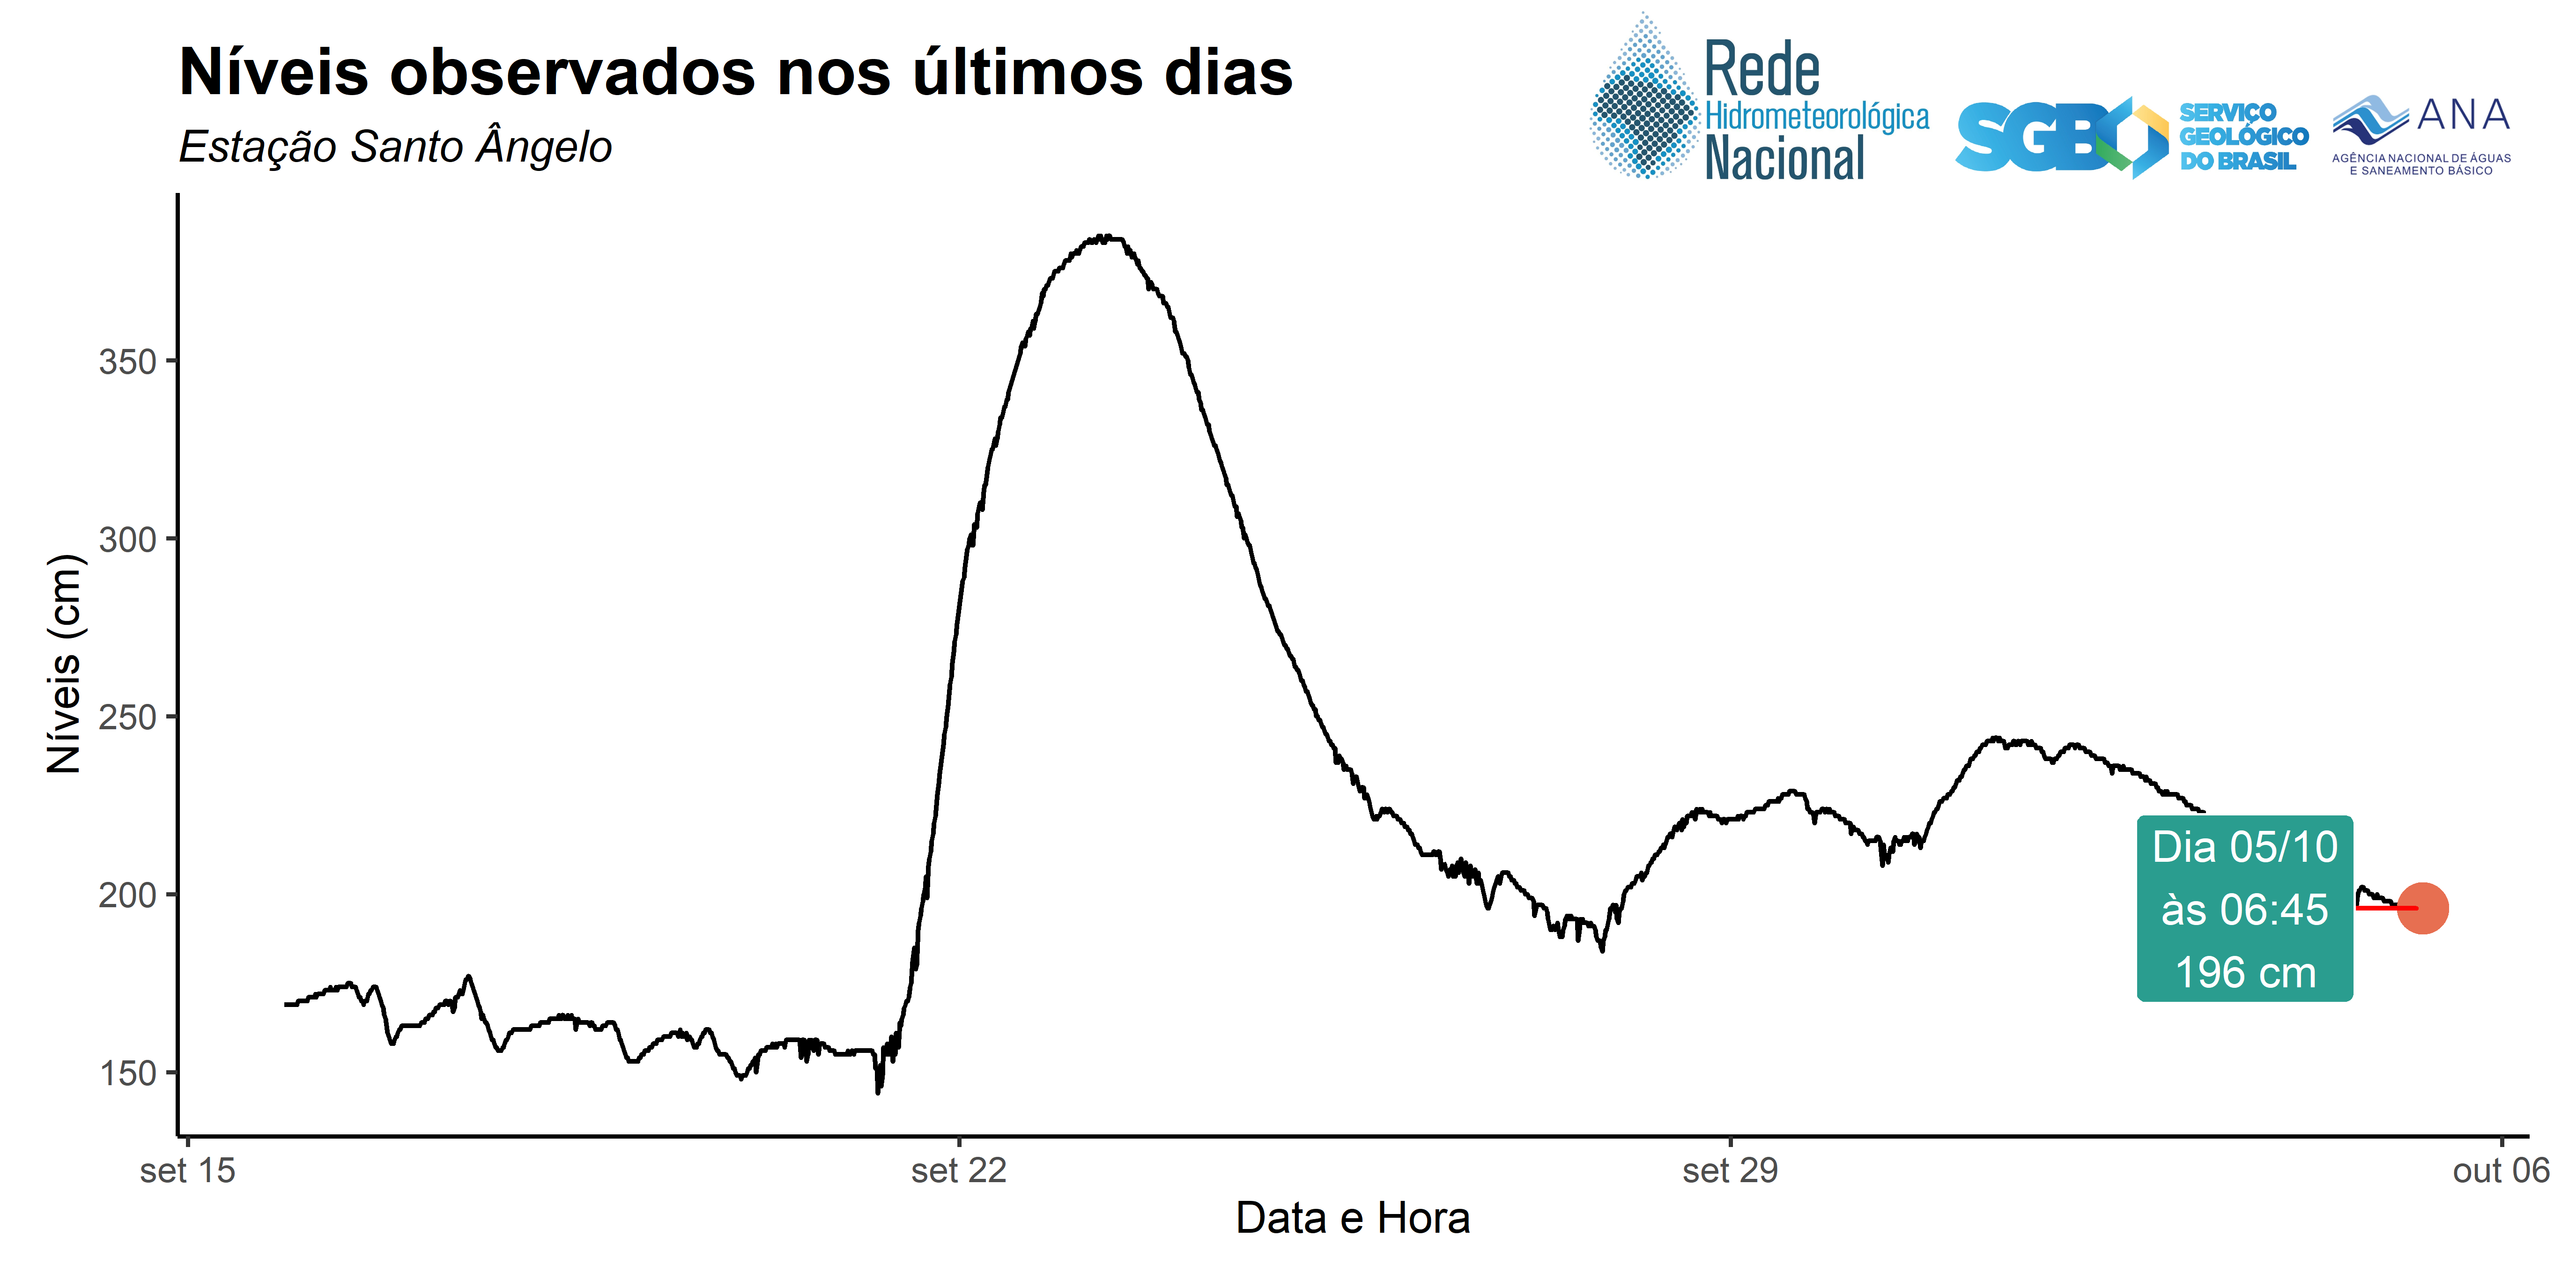 Níveis observados nos últimos dias
Estação Santo Ângelo
Rede
Hidrometeorológica
Nacional
SGB
SERVIÇO
GEOLÓGICO
DO BRASIL
ANA
AGÊNCIA NACIONAL DE ÁGUAS
E SANEAMENTO BÁSICO
Níveis (cm)
350
300
250
200
150
Dia 05/10
às 06:45
196 cm
set 15
set 22
set 29
out 06
Data e Hora